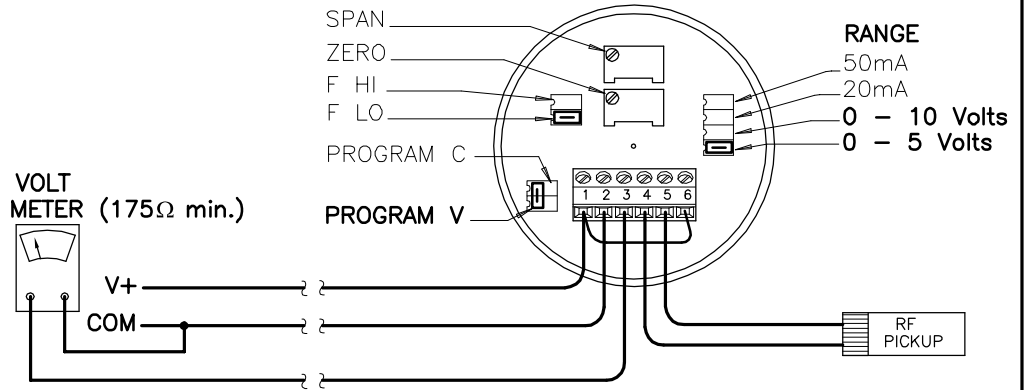 SPAN
ZERO
F HI
F LO
PROGRAM C
PROGRAM V
RANGE
50mA
20mA
0 - 10 Volts
0 - 5 Volts
1 2 3 4 5 6
VOLT
METER (175Ω min.)
V+
COM
RF
PICKUP